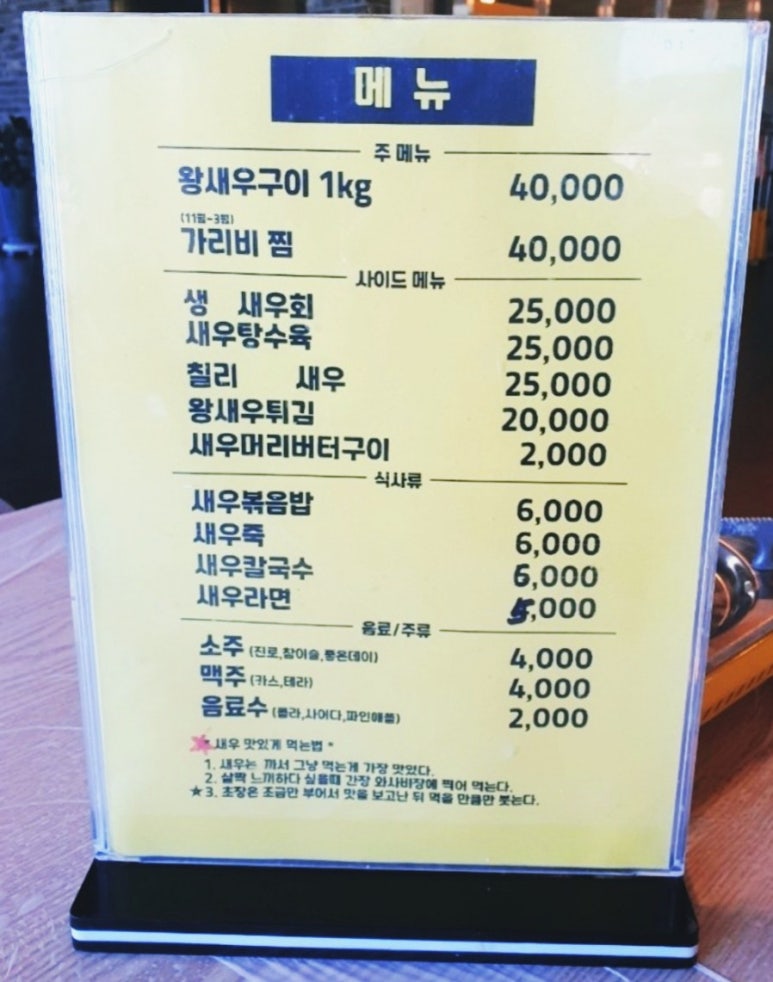 메뉴
주 메뉴
왕새우구이 1kg 40,000
(11월~3월)
가리비 찜 40,000
사이드 메뉴
생 새우회 25,000
새우탕수육 25,000
칠리 새우 25,000
왕새우튀김 20,000
새우머리버터구이 2,000
식사류
새우볶음밥 6,000
새우죽 6,000
새우칼국수 6,000
새우라면 5,000
음료/주류
소주 (진로,참이슬,좋은데이) 4,000
맥주 (카스,테라) 4,000
음료수 (콜라,사이다,파인애플) 2,000
새우 맛있게 먹는법 *
1. 새우는 까서 그냥 먹는게 가장 맛있다.
2. 살짝 느끼하다 싶을때 간장 와사비장에 찍어 먹는다.
★3. 초장은 조금만 부어서 맛을 보고난 뒤 먹을 만큼만 붓는다.